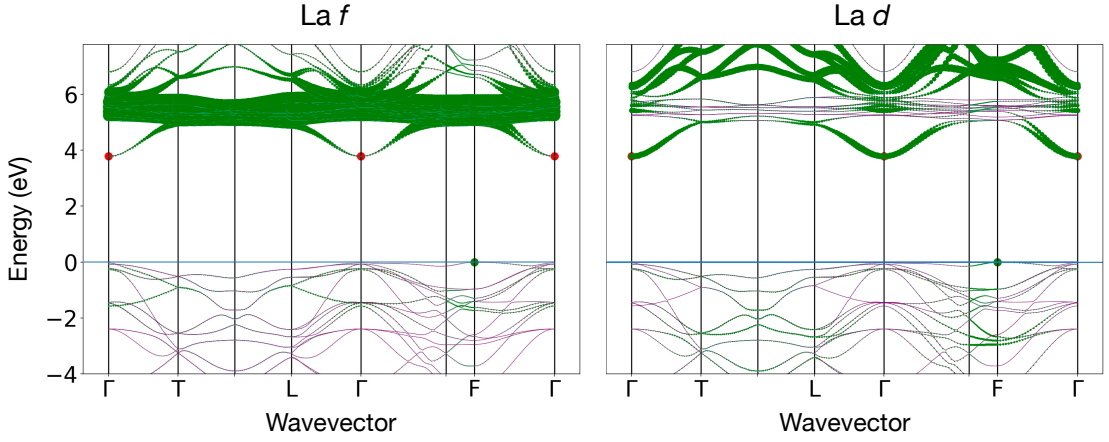 La f
La d
Energy (eV)
6
4
2
0
−2
−4
Γ
T
L
Γ
F
Γ
Γ
T
L
Γ
F
Γ
Wavevector
Wavevector